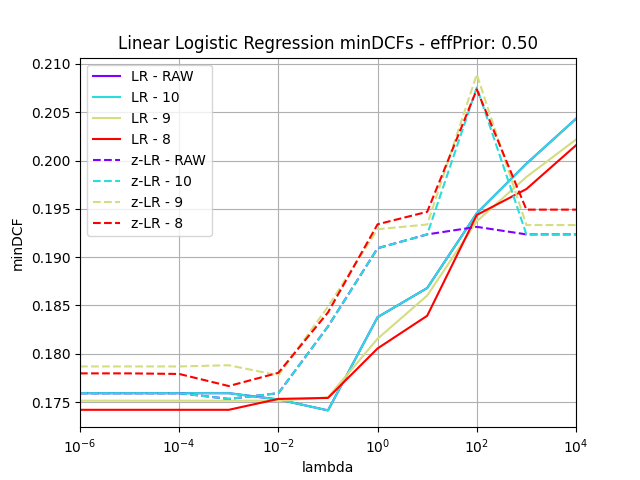 Linear Logistic Regression minDCFs - effPrior: 0.50
0.210
0.205
0.200
0.195
0.190
0.185
0.180
0.175
minDCF
LR - RAW
LR - 10
LR - 9
LR - 8
z-LR - RAW
z-LR - 10
z-LR - 9
z-LR - 8
10⁻⁶ 10⁻⁴ 10⁻² 10⁰ 10² 10⁴
lambda